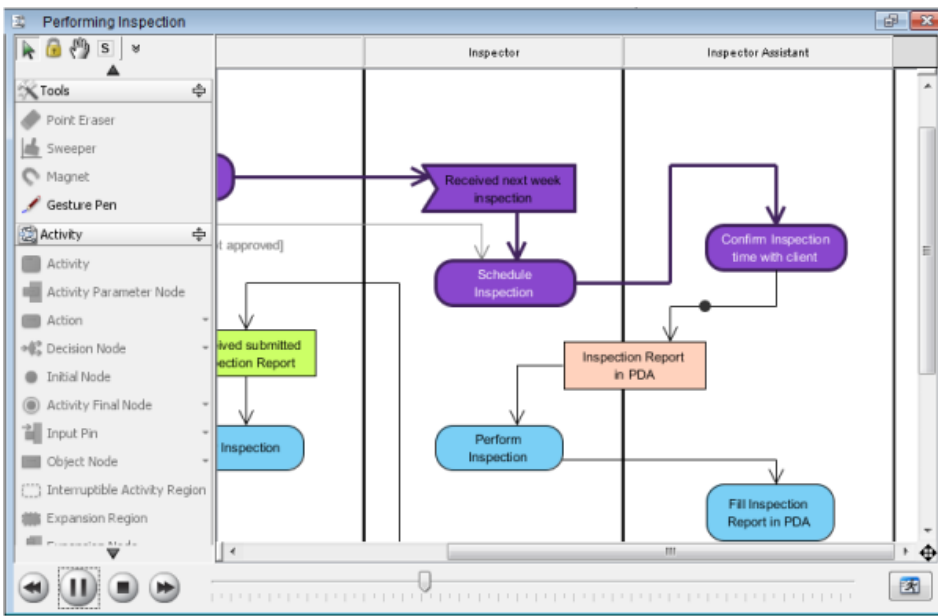 Performing Inspection
S
Tools
Point Eraser
Sweeper
Magnet
Gesture Pen
Activity
Activity
Activity Parameter Node
Action
Decision Node
Initial Node
Activity Final Node
Input Pin
Object Node
Interruptible Activity Region
Expansion Region
Inspector
Inspector Assistant
Received next week
inspection
t approved]
Schedule
Inspection
Confirm Inspection
time with client
ived submitted
ection Report
Inspection Report
in PDA
Inspection
Perform
Inspection
Fill Inspection
Report in PDA